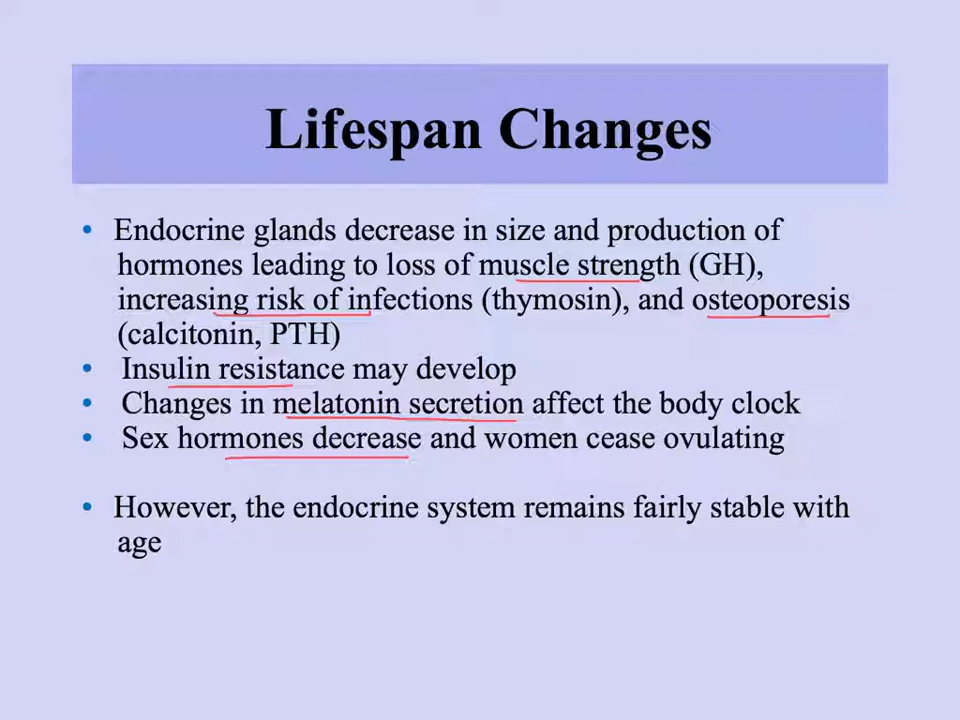 Lifespan Changes
• Endocrine glands decrease in size and production of
hormones leading to loss of muscle strength (GH),
increasing risk of infections (thymosin), and osteoporesis
(calcitonin, PTH)
• Insulin resistance may develop
• Changes in melatonin secretion affect the body clock
• Sex hormones decrease and women cease ovulating
• However, the endocrine system remains fairly stable with
age